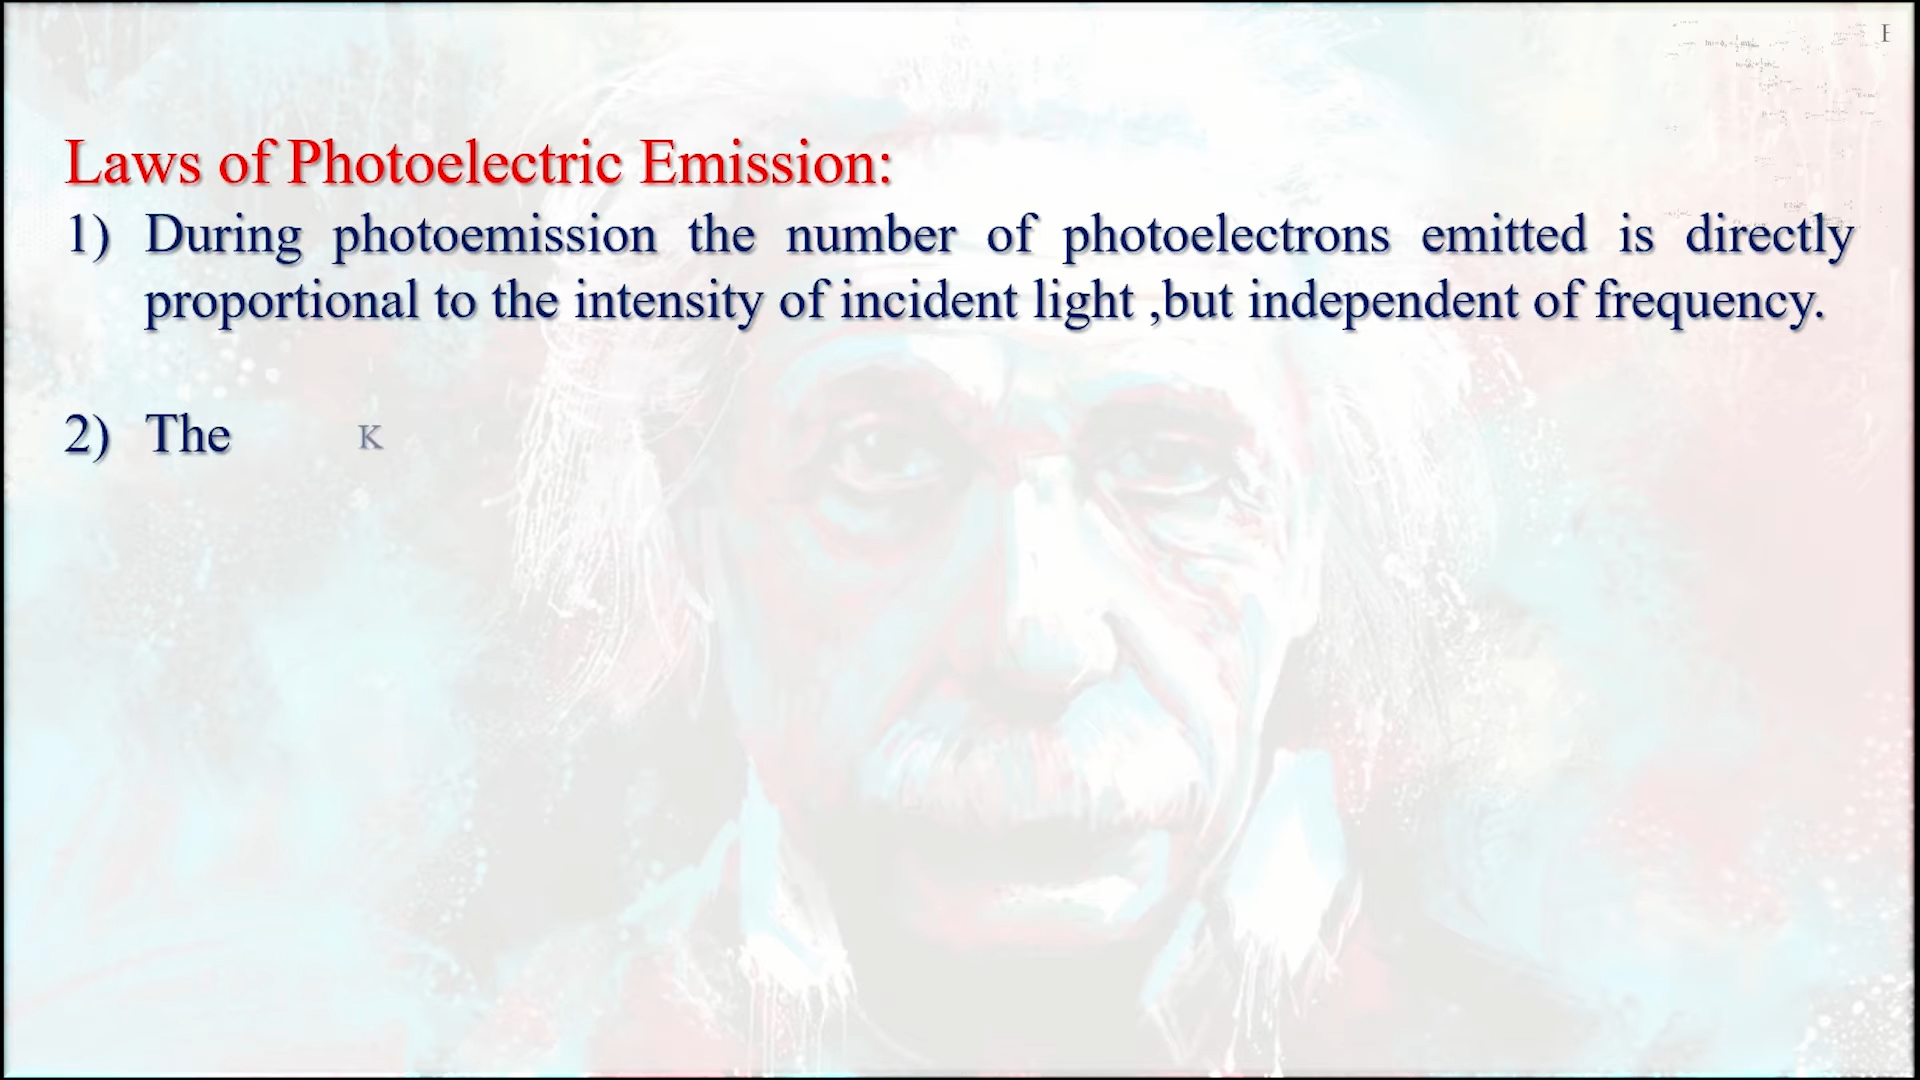 Laws of Photoelectric Emission:
1) During photoemission the number of photoelectrons emitted is directly
proportional to the intensity of incident light ,but independent of frequency.
2) The K